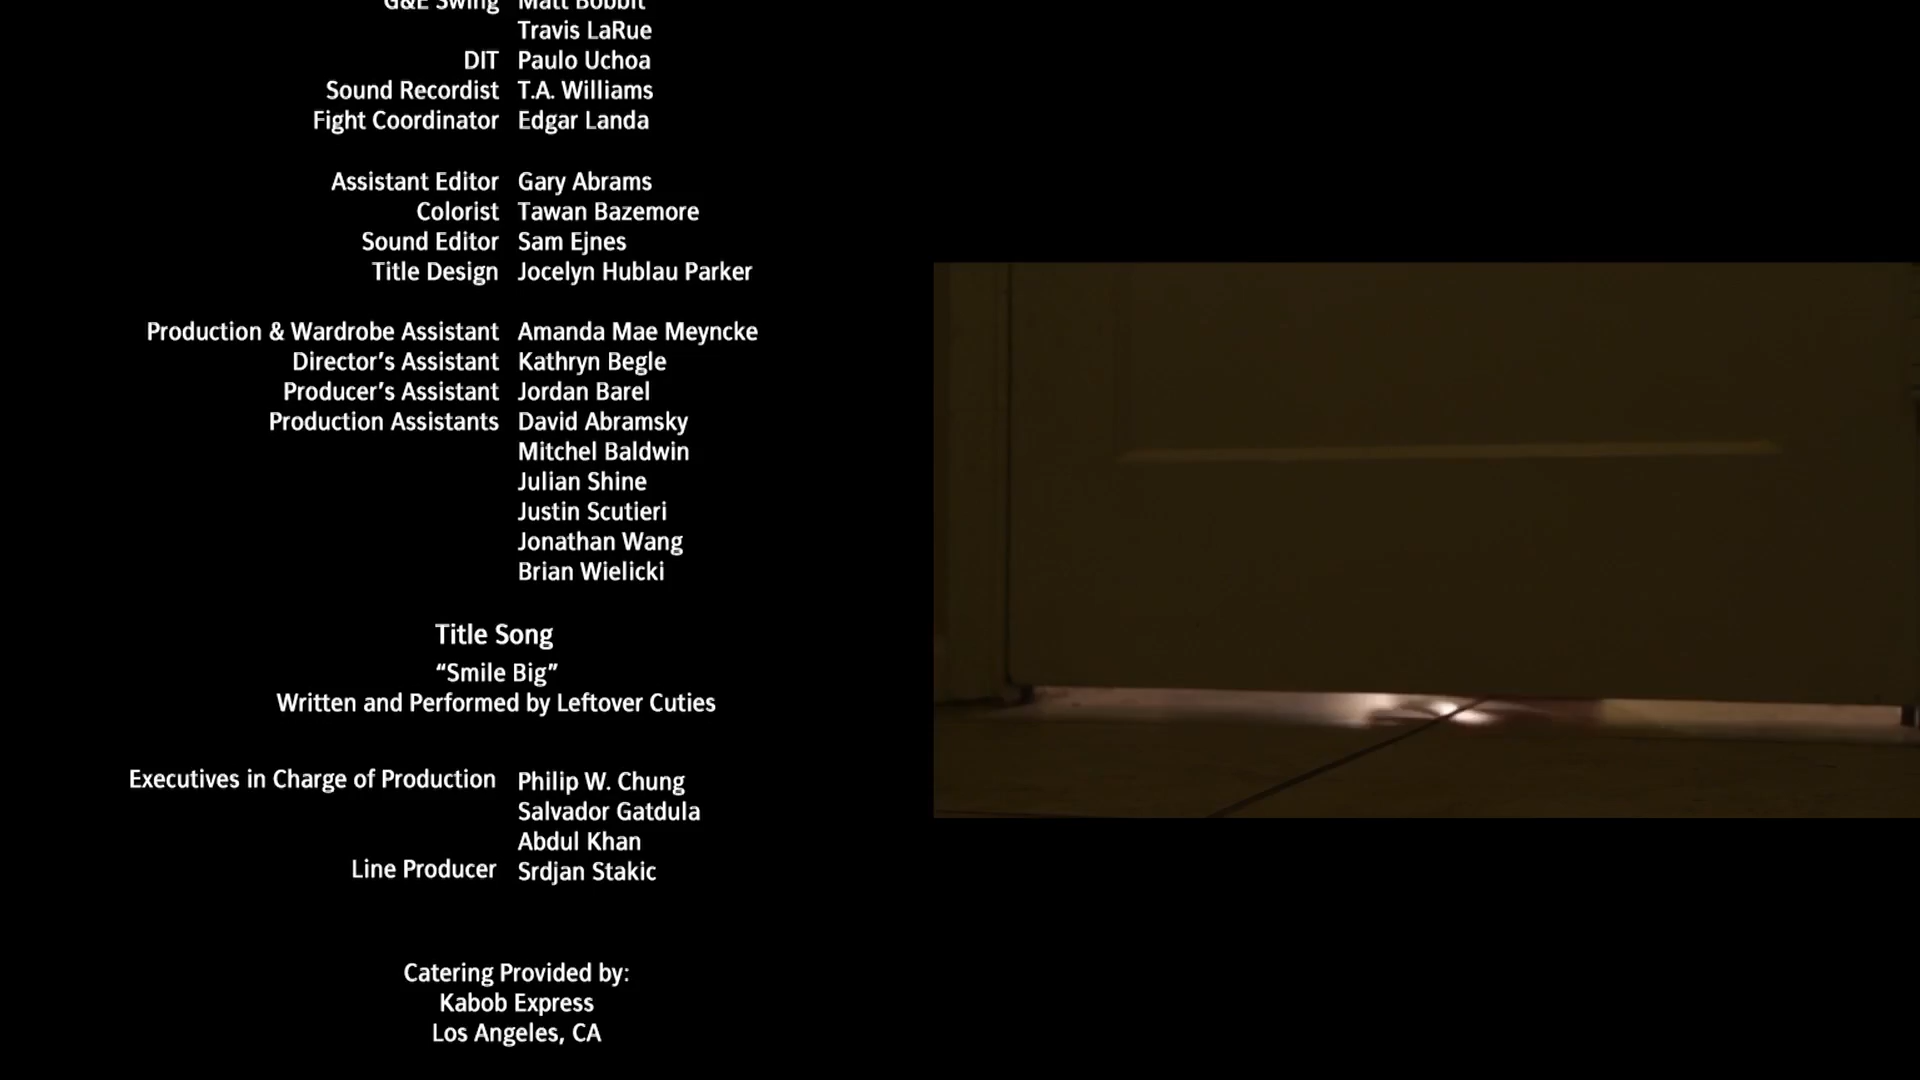 G&E Swing Matt Bobbit
Travis LaRue
DIT Paulo Uchoa
Sound Recordist T.A. Williams
Fight Coordinator Edgar Landa
Assistant Editor Gary Abrams
Colorist Tawan Bazemore
Sound Editor Sam Ejnes
Title Design Jocelyn Hublau Parker
Production & Wardrobe Assistant Amanda Mae Meyncke
Director’s Assistant Kathryn Begle
Producer’s Assistant Jordan Barel
Production Assistants David Abramsky
Mitchel Baldwin
Julian Shine
Justin Scutieri
Jonathan Wang
Brian Wielicki
Title Song
“Smile Big”
Written and Performed by Leftover Cuties
Executives in Charge of Production Philip W. Chung
Salvador Gatdula
Abdul Khan
Line Producer Srdjan Stakic
Catering Provided by:
Kabob Express
Los Angeles, CA